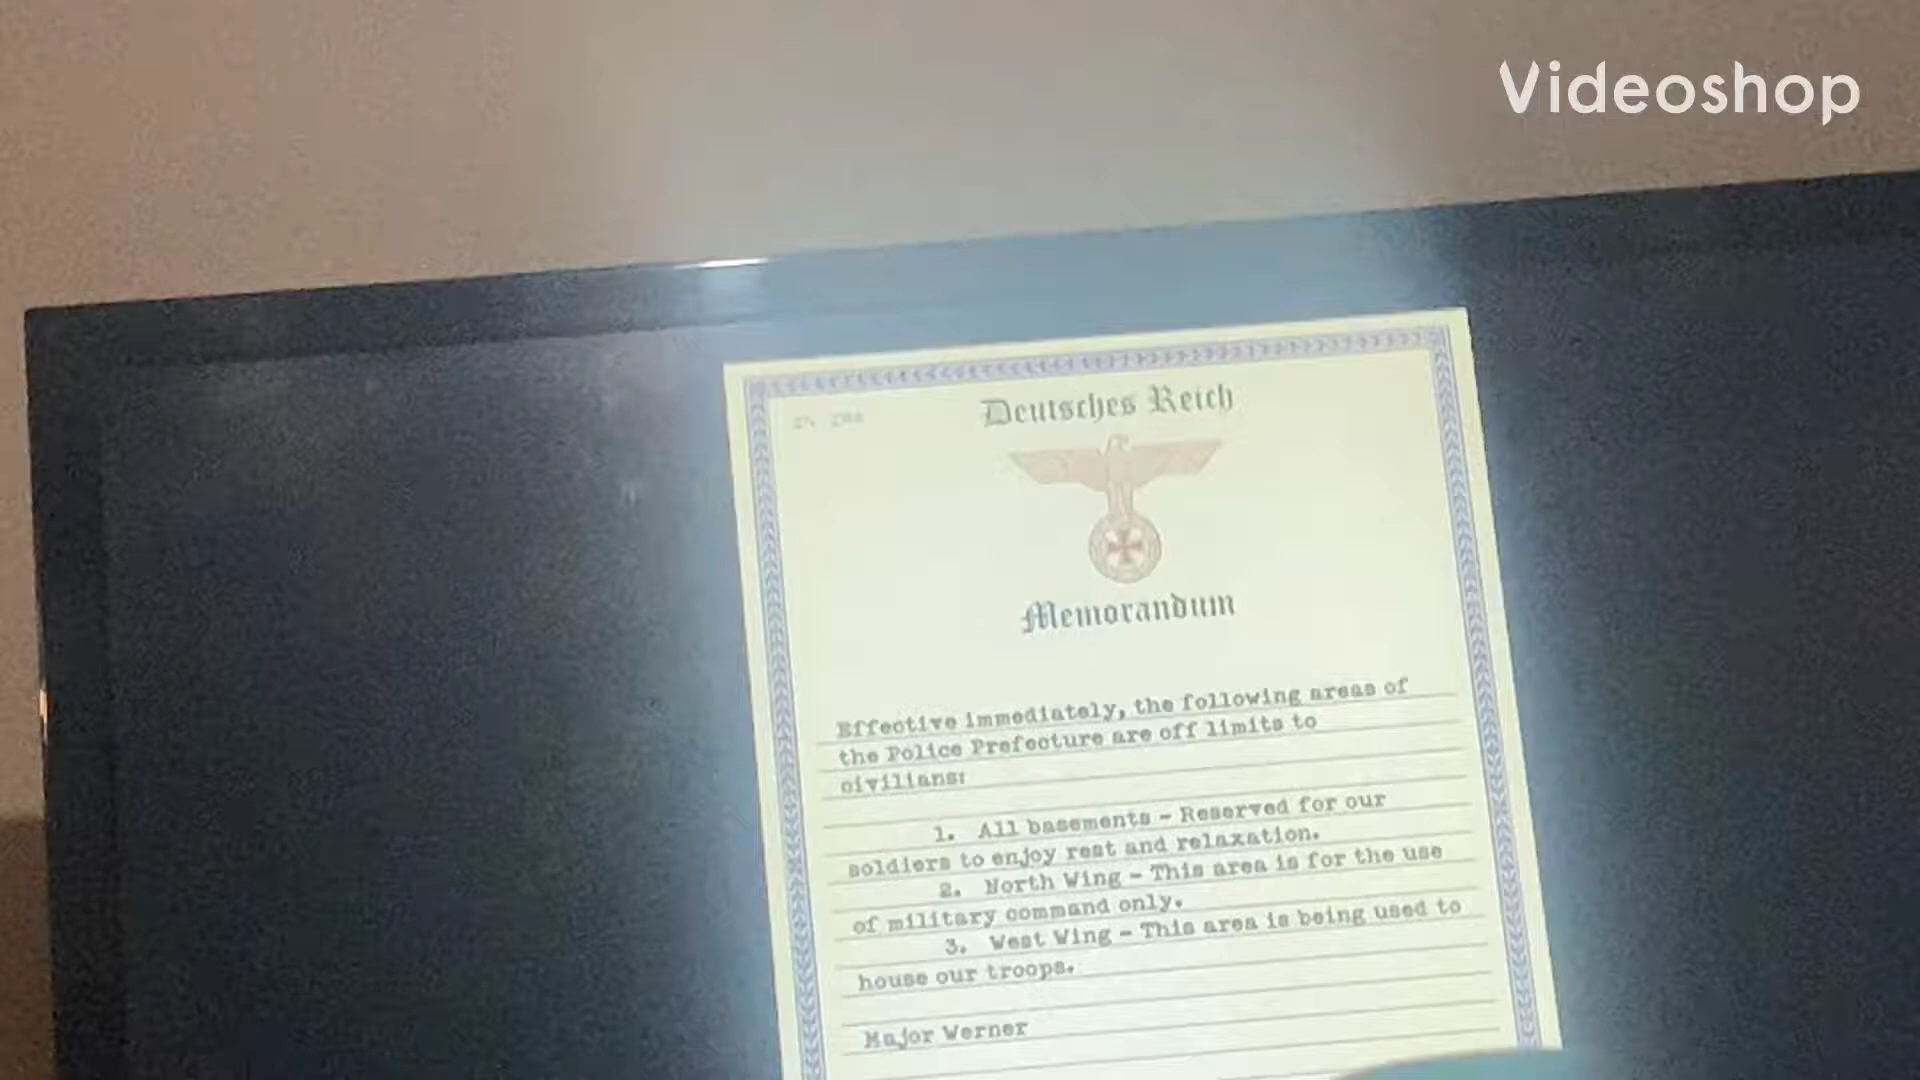 Videoshop
Deutsches Reich
Memorandum
Effective immediately, the following areas of
the Police Prefecture are off limits to
civilians:
1. All basements - Reserved for our
soldiers to enjoy rest and relaxation.
2. North Wing - This area is for the use
of military command only.
3. West Wing - This area is being used to
house our troops.
Major Werner